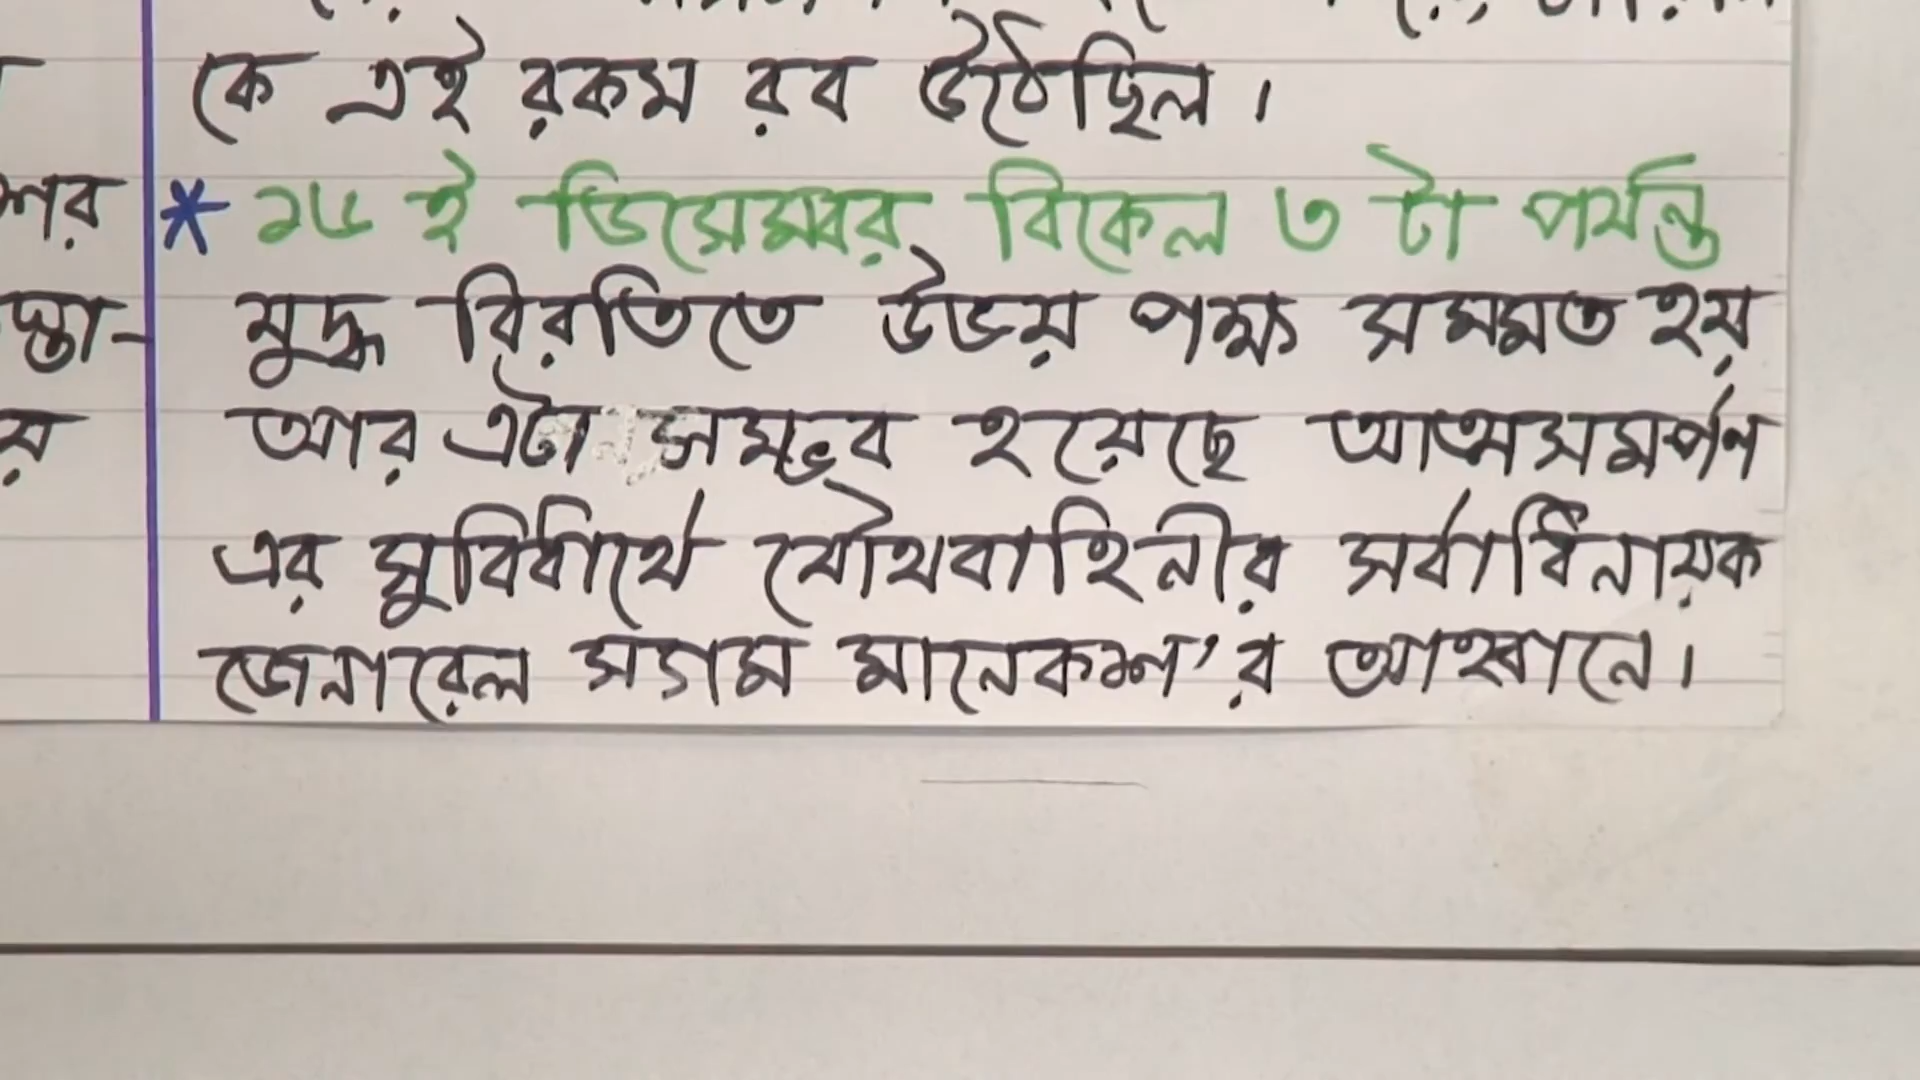 কে এই রকম রব উঠেছিল।
শের * ১৬ ই ডিসেম্বর বিকেল ৩ টা পর্যন্ত
যুদ্ধ বিরতিতে উভয় পক্ষ সম্মত হয়
আর এটা সম্ভব হয়েছে আত্মসমর্পন
এর সুবিধার্থে যৌথবাহিনীর সর্বাধিনায়ক
জেনারেল স্যাম মানেকশ'র আহ্বানে।